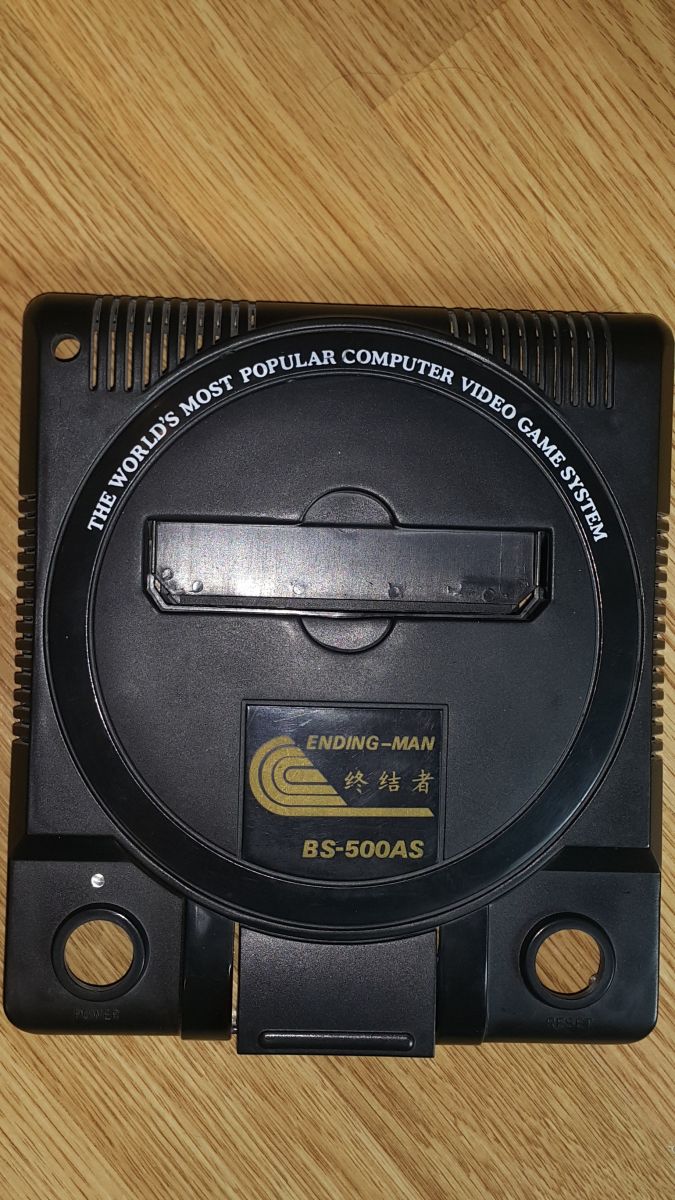 THE WORLD'S MOST POPULAR COMPUTER VIDEO GAME SYSTEM
ENDING-MAN
终结者
BS-500AS
POWER
RESET